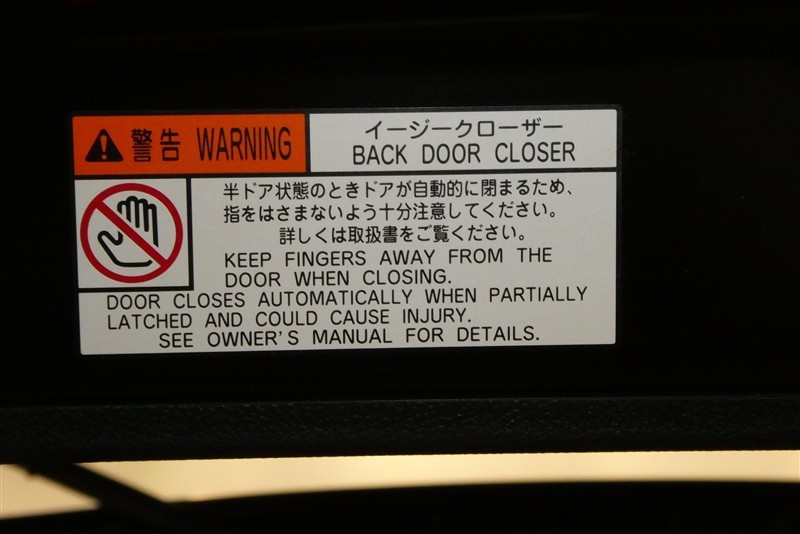 警告 WARNING
イージークローザー
BACK DOOR CLOSER
半ドア状態のときドアが自動的に閉まるため、
指をはさまないよう十分注意してください。
詳しくは取扱書をご覧ください。
KEEP FINGERS AWAY FROM THE
DOOR WHEN CLOSING.
DOOR CLOSES AUTOMATICALLY WHEN PARTIALLY
LATCHED AND COULD CAUSE INJURY.
SEE OWNER'S MANUAL FOR DETAILS.